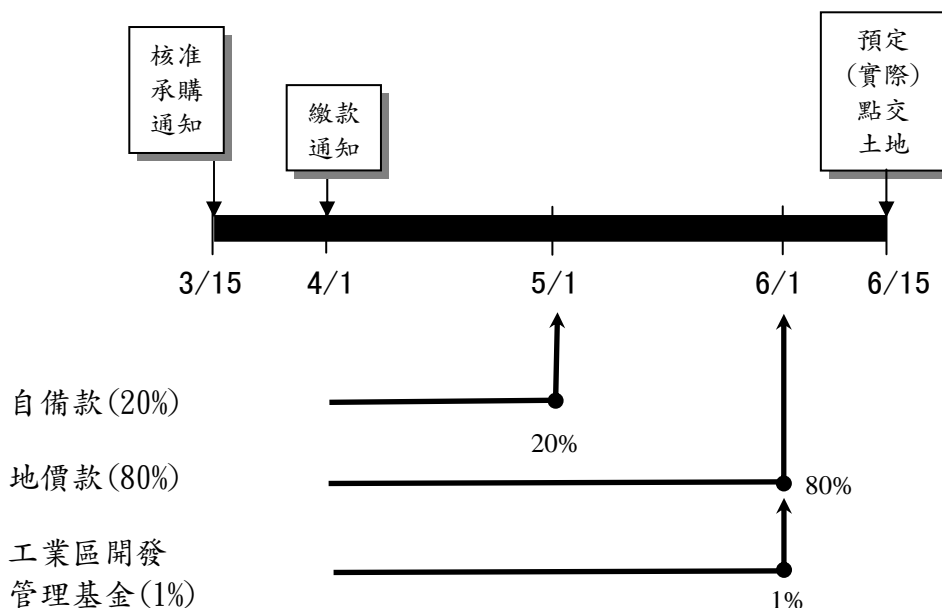 核准
承購
通知
繳款
通知
預定
(實際)
點交
土地
3/15
4/1
5/1
6/1
6/15
自備款(20%)
20%
地價款(80%)
80%
工業區開發
管理基金(1%)
1%